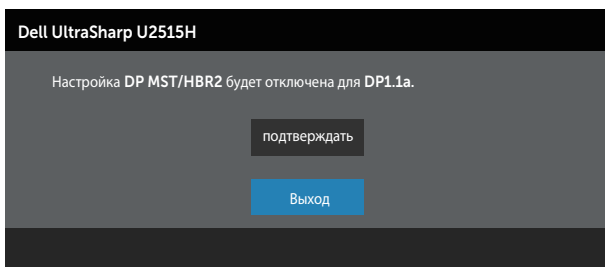 Dell UltraSharp U2515H
Настройка DP MST/HBR2 будет отключена для DP1.1a.
подтверждать
Выход